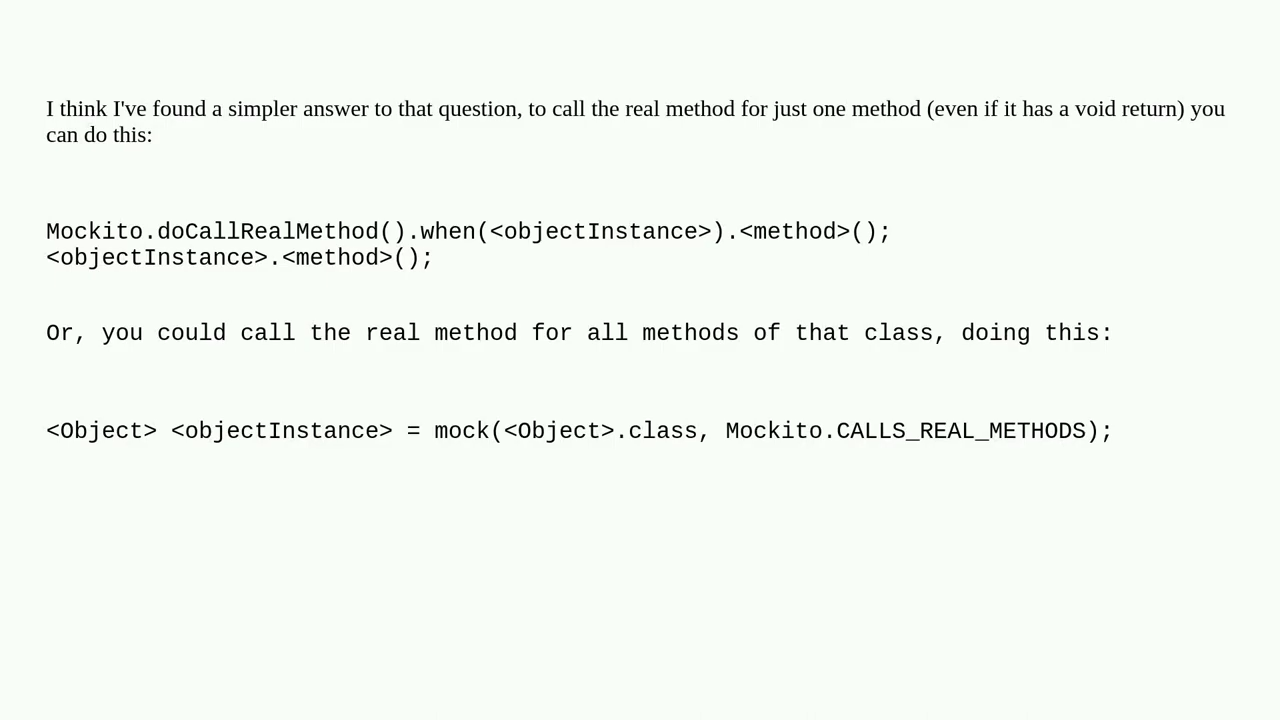 I think I've found a simpler answer to that question, to call the real method for just one method (even if it has a void return) you
can do this:
Mockito.doCallRealMethod().when(<objectInstance>).<method>();
<objectInstance>.<method>();
Or, you could call the real method for all methods of that class, doing this:
<Object> <objectInstance> = mock(<Object>.class, Mockito.CALLS_REAL_METHODS);